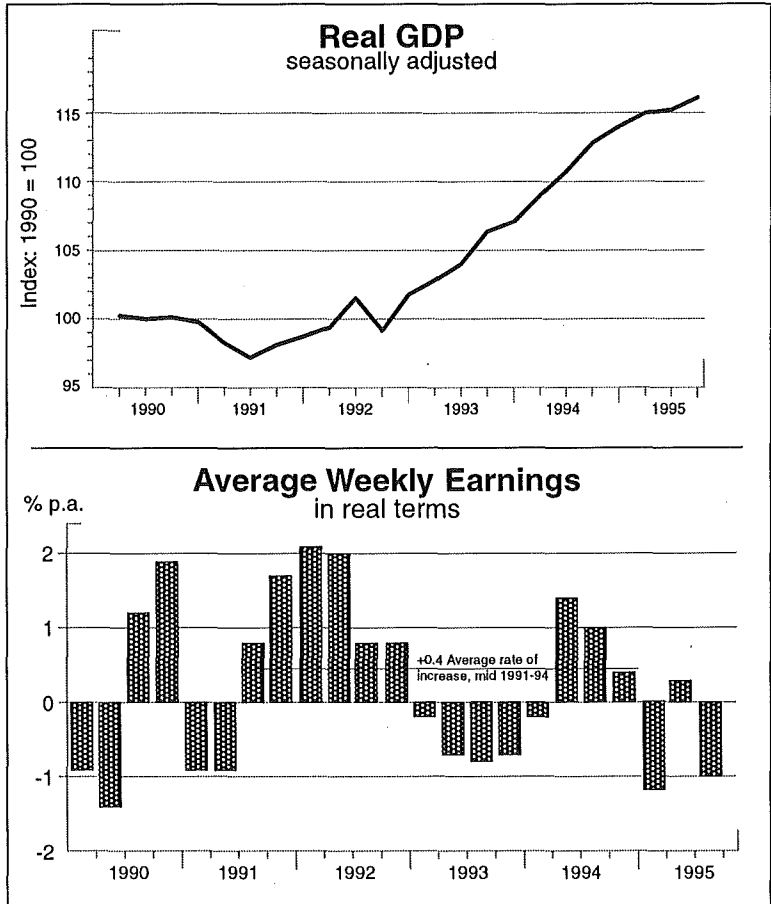 Real GDP
seasonally adjusted
Index: 1990 = 100
115
110
105
100
95
1990 1991 1992 1993 1994 1995
Average Weekly Earnings
in real terms
% p.a.
2
1
0
-1
-2
+0.4 Average rate of
increase, mid 1991-94
1990 1991 1992 1993 1994 1995